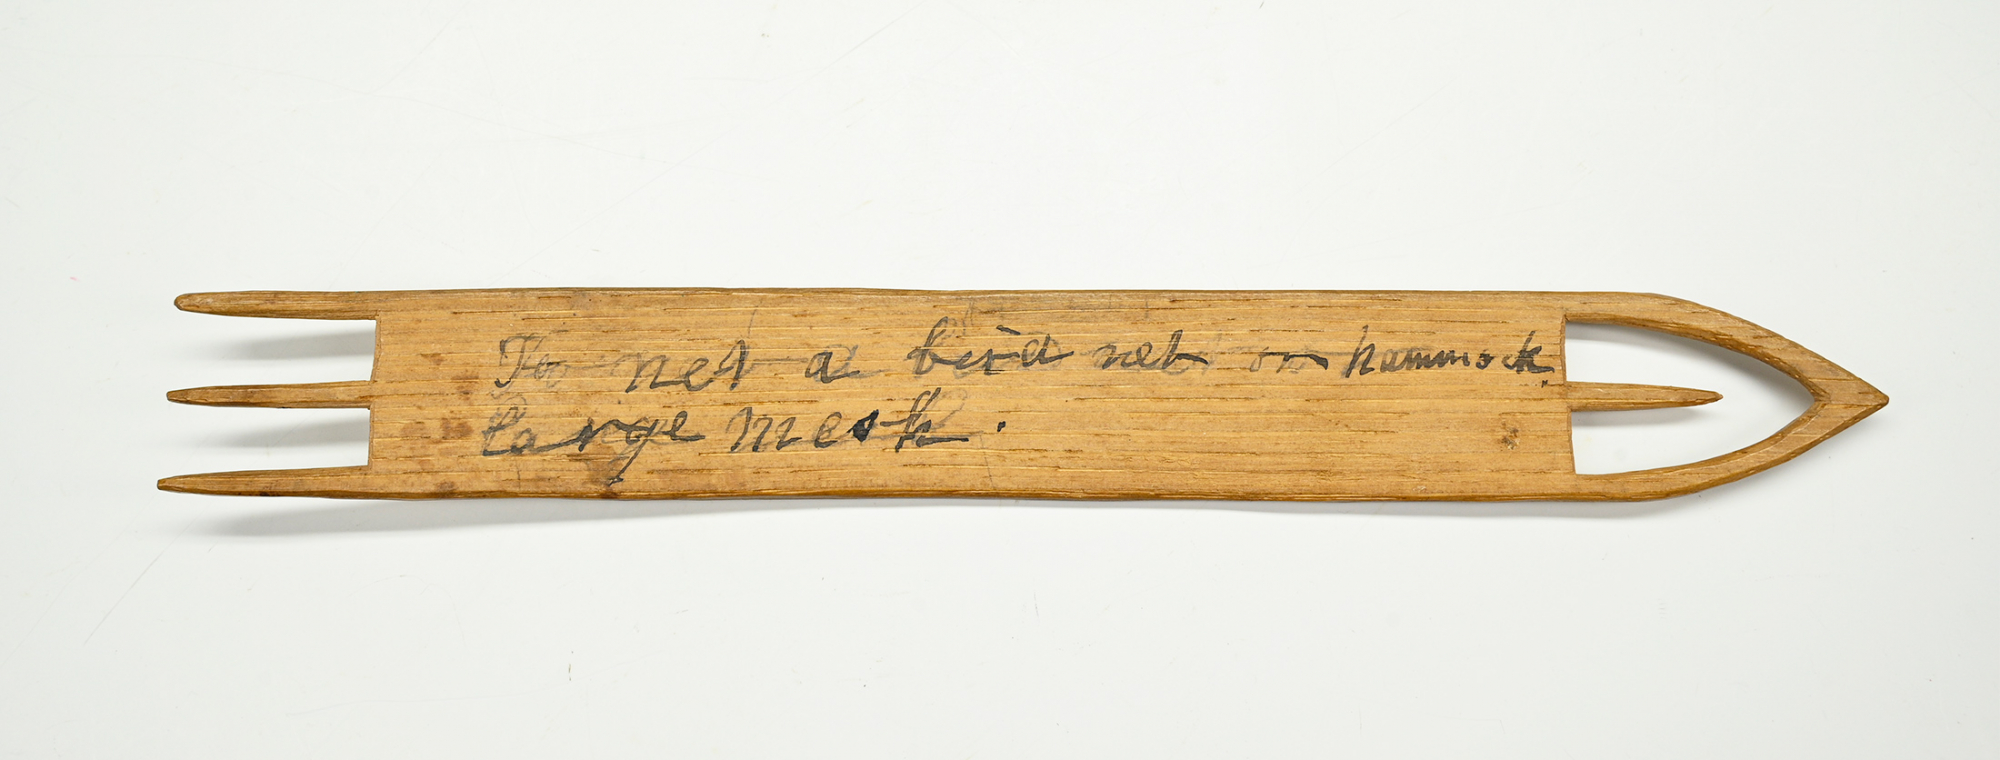 To net a bird net or hammock.
large mesh.